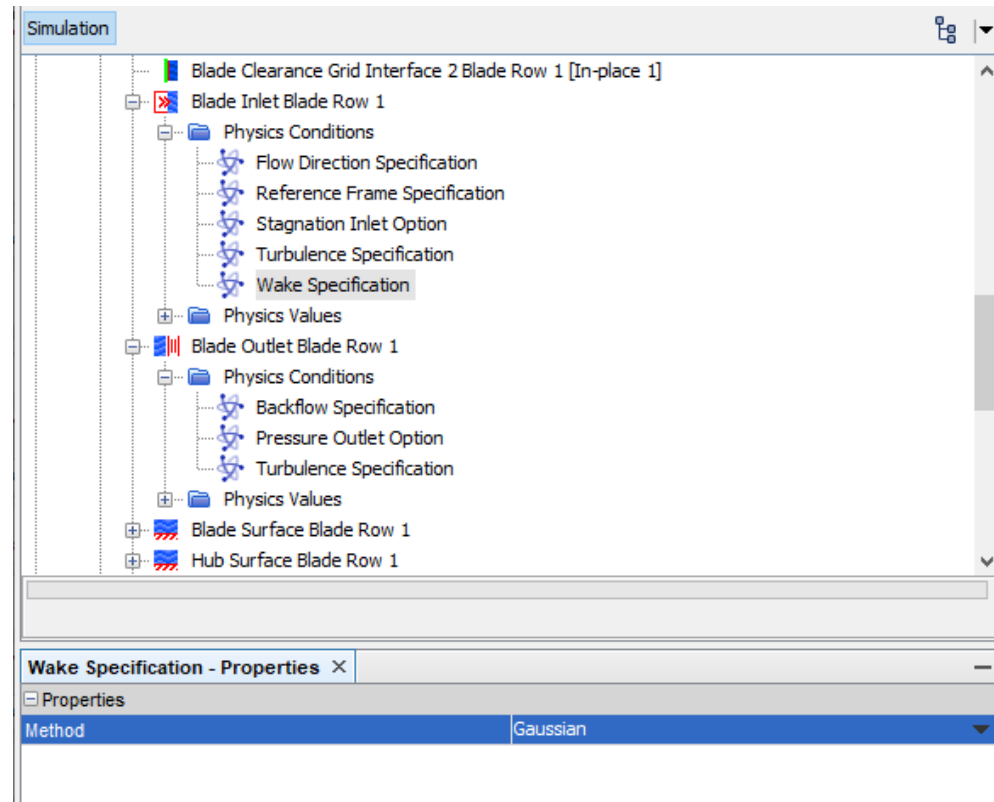 Simulation
Blade Clearance Grid Interface 2 Blade Row 1 [In-place 1]
Blade Inlet Blade Row 1
Physics Conditions
Flow Direction Specification
Reference Frame Specification
Stagnation Inlet Option
Turbulence Specification
Wake Specification
Physics Values
Blade Outlet Blade Row 1
Physics Conditions
Backflow Specification
Pressure Outlet Option
Turbulence Specification
Physics Values
Blade Surface Blade Row 1
Hub Surface Blade Row 1
Wake Specification - Properties ×
Properties
Method Gaussian